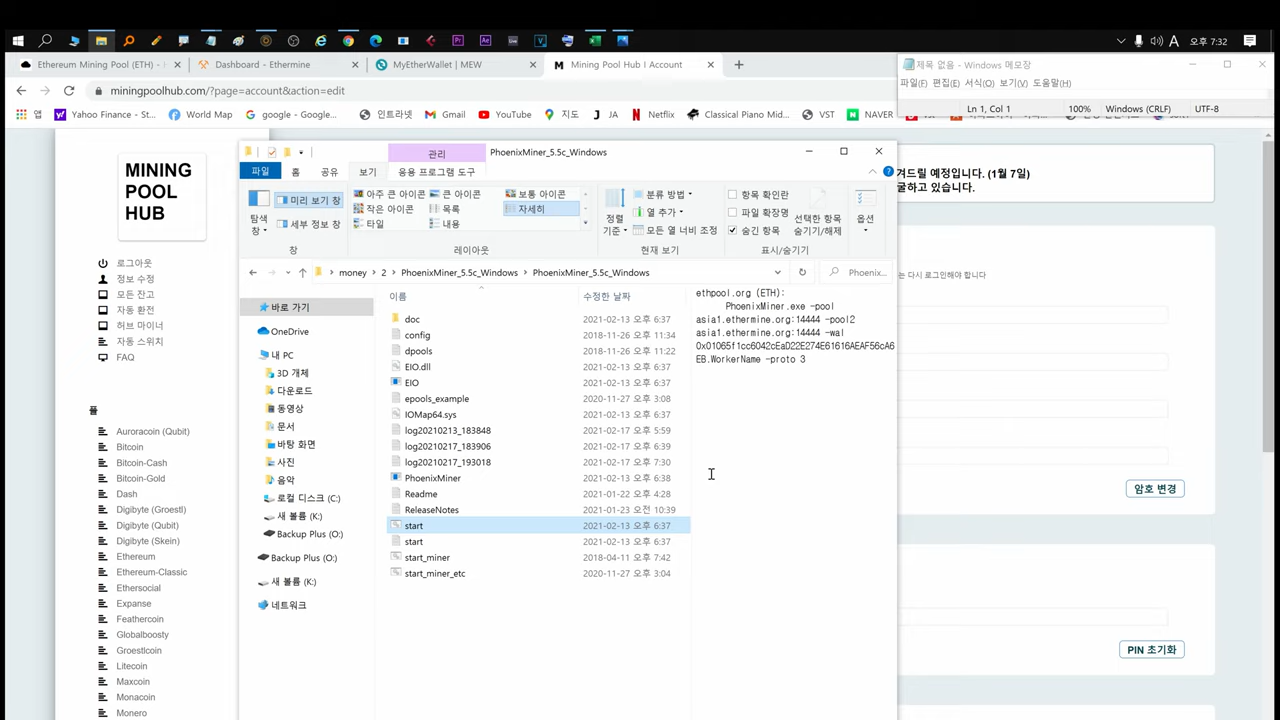 오후 7:32
Ethereum Mining Pool (ETH) -
Dashboard - Ethermine
MyEtherWallet | MEW
Mining Pool Hub I Account
제목 없음 - Windows 메모장
파일(F) 편집(E) 서식(O) 보기(V) 도움말(H)
miningpoolhub.com/?page=account&action=edit
Ln 1, Col 1 100% Windows (CRLF) UTF-8
앱 Yahoo Finance - St... World Map google - Google... 인트라넷 Gmail YouTube 지도 JA Netflix Classical Piano Mid... VST NAVER
MINING
POOL
HUB
로그아웃
정보 수정
모든 잔고
자동 환전
허브 마이너
자동 스위치
FAQ
풀
Auroracoin (Qubit)
Bitcoin
Bitcoin-Cash
Bitcoin-Gold
Dash
Digibyte (Groestl)
Digibyte (Qubit)
Digibyte (Skein)
Ethereum
Ethereum-Classic
Ethersocial
Expanse
Feathercoin
Globalboosty
Groestlcoin
Litecoin
Maxcoin
Monacoin
Monero
관리
PhoenixMiner_5.5c_Windows
파일 홈 공유 보기 응용 프로그램 도구
탐색
창
미리 보기 창
세부 정보 창
창
아주 큰 아이콘 큰 아이콘 보통 아이콘
작은 아이콘 목록 자세히
타일 내용
레이아웃
정렬
기준
분류 방법
열 추가
모든 열 너비 조정
현재 보기
항목 확인란
파일 확장명
숨긴 항목
선택한 항목
숨기기/해제
표시/숨기기
옵션
money 2 PhoenixMiner_5.5c_Windows PhoenixMiner_5.5c_Windows
Phoenix...
바로 가기
OneDrive
내 PC
3D 개체
다운로드
동영상
문서
바탕 화면
사진
음악
로컬 디스크 (C:)
새 볼륨 (K:)
Backup Plus (O:)
Backup Plus (O:)
새 볼륨 (K:)
네트워크
이름 수정한 날짜
doc 2021-02-13 오후 6:37
config 2018-11-26 오후 11:34
dpools 2018-11-26 오후 11:22
EIO.dll 2021-02-13 오후 6:37
EIO 2021-02-13 오후 6:37
epools_example 2020-11-27 오후 3:08
IOMap64.sys 2021-02-13 오후 6:37
log20210213_183848 2021-02-17 오후 5:59
log20210217_183906 2021-02-17 오후 6:39
log20210217_193018 2021-02-17 오후 7:30
PhoenixMiner 2021-02-13 오후 6:38
Readme 2021-01-22 오후 4:28
ReleaseNotes 2021-01-23 오전 10:39
start 2021-02-13 오후 6:37
start 2021-02-13 오후 6:37
start_miner 2018-04-11 오후 7:42
start_miner_etc 2020-11-27 오후 3:04
ethpool.org (ETH):
PhoenixMiner.exe -pool
asia1.ethermine.org:14444 -pool2
asia1.ethermine.org:14444 -wal
0x01065f1cc6042cEaD22E274E61616AEAF56cA6
EB.WorkerName -proto 3
겨드릴 예정입니다. (1월 7일)
굴하고 있습니다.
는 다시 로그인해야 합니다
암호 변경
PIN 초기화